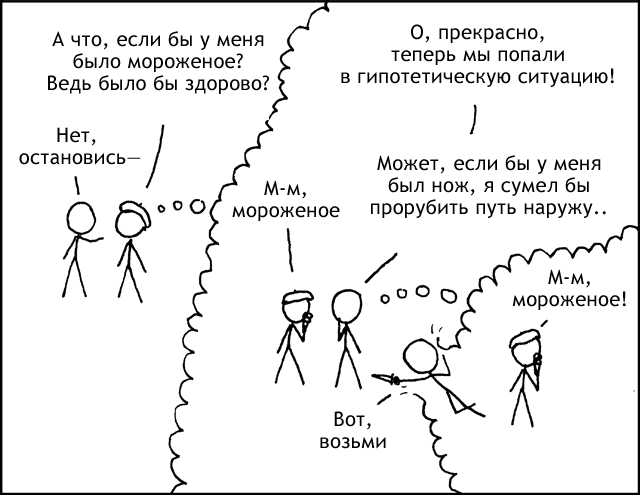 А что, если бы у меня
было мороженое?
Ведь было бы здорово?
Нет,
остановись—
О, прекрасно,
теперь мы попали
в гипотетическую ситуацию!
М-м,
мороженое
Может, если бы у меня
был нож, я сумел бы
прорубить путь наружу..
Вот,
возьми
М-м,
мороженое!